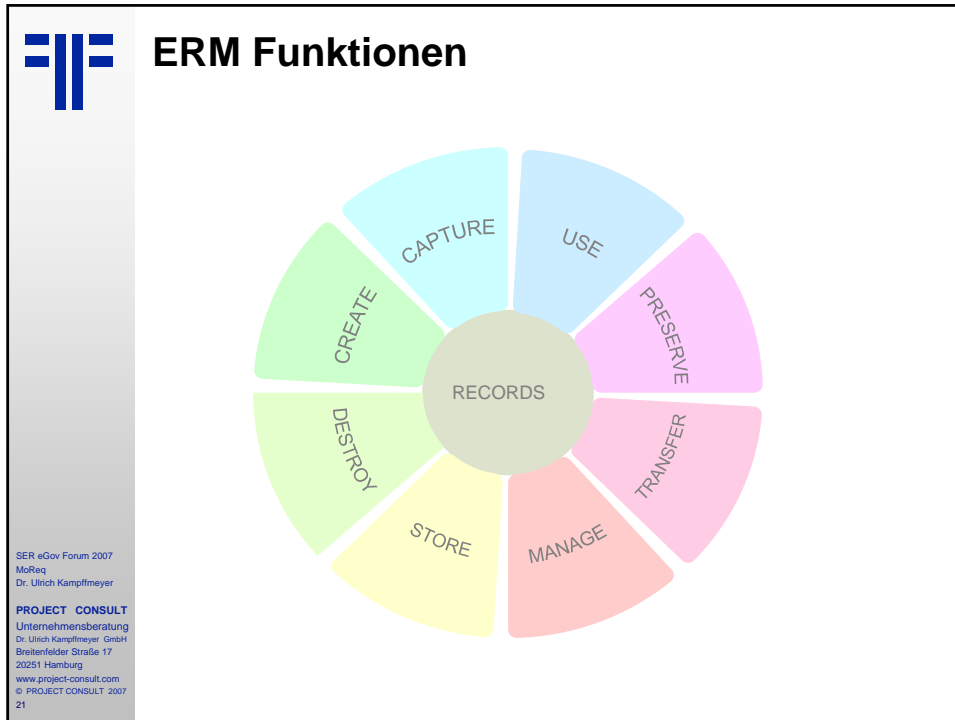 ERM Funktionen
CAPTURE
USE
PRESERVE
TRANSFER
MANAGE
STORE
DESTROY
CREATE
RECORDS
SER eGov Forum 2007
MoReq
Dr. Ulrich Kampffmeyer
PROJECT CONSULT
Unternehmensberatung
Dr. Ulrich Kampffmeyer GmbH
Breitenfelder Straße 17
20251 Hamburg
www.project-consult.com
© PROJECT CONSULT 2007
21